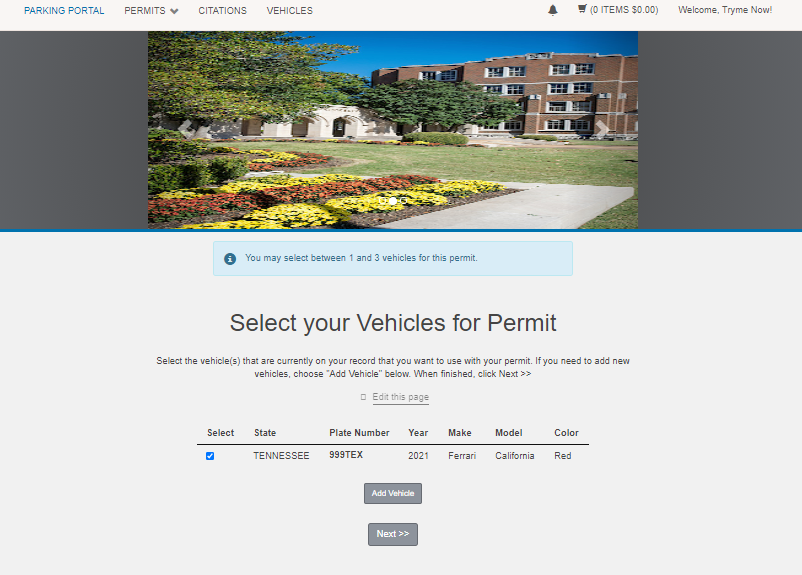 PARKING PORTAL PERMITS CITATIONS VEHICLES (0 ITEMS $0.00) Welcome, Tryme Now!
You may select between 1 and 3 vehicles for this permit.
Select your Vehicles for Permit
Select the vehicle(s) that are currently on your record that you want to use with your permit. If you need to add new
vehicles, choose "Add Vehicle" below. When finished, click Next >>
Edit this page
Select State Plate Number Year Make Model Color
TENNESSEE 999TEX 2021 Ferrari California Red
Add Vehicle
Next >>